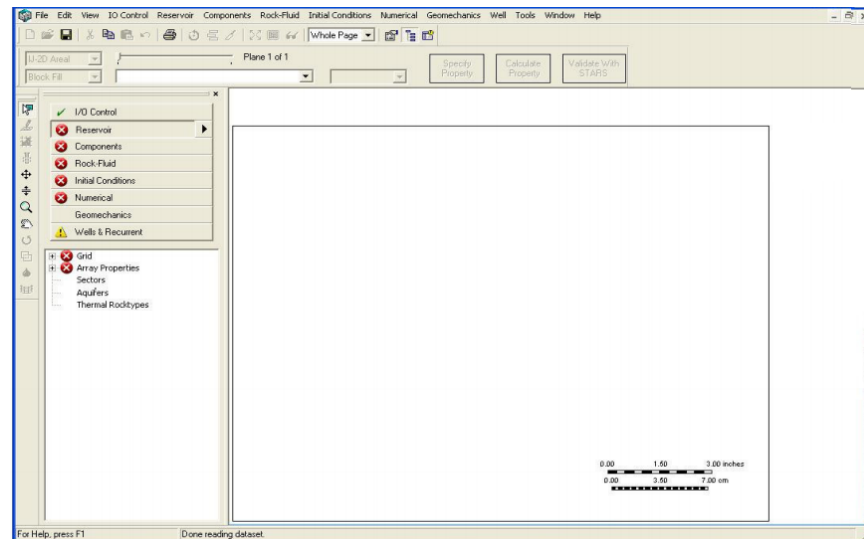 File Edit View IO Control Reservoir Components Rock-Fluid Initial Conditions Numerical Geomechanics Well Tools Window Help
Whole Page
IJ-2D Areal Plane 1 of 1
Block Fill
Specify Property
Calculate Property
Validate With STARS
I/O Control
Reservoir
Components
Rock-Fluid
Initial Conditions
Numerical
Geomechanics
Wells & Recurrent
Grid
Array Properties
Sectors
Aquifers
Thermal Rocktypes
0.00 1.50 3.00 inches
0.00 3.50 7.00 cm
For Help, press F1 Done reading dataset.